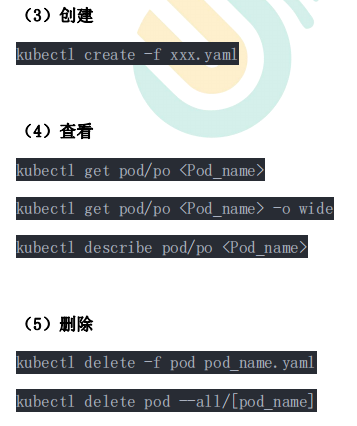 （3）创建
kubectl create -f xxx.yaml
（4）查看
kubectl get pod/po <Pod_name>
kubectl get pod/po <Pod_name> -o wide
kubectl describe pod/po <Pod_name>
（5）删除
kubectl delete -f pod pod_name.yaml
kubectl delete pod --all/[pod_name]